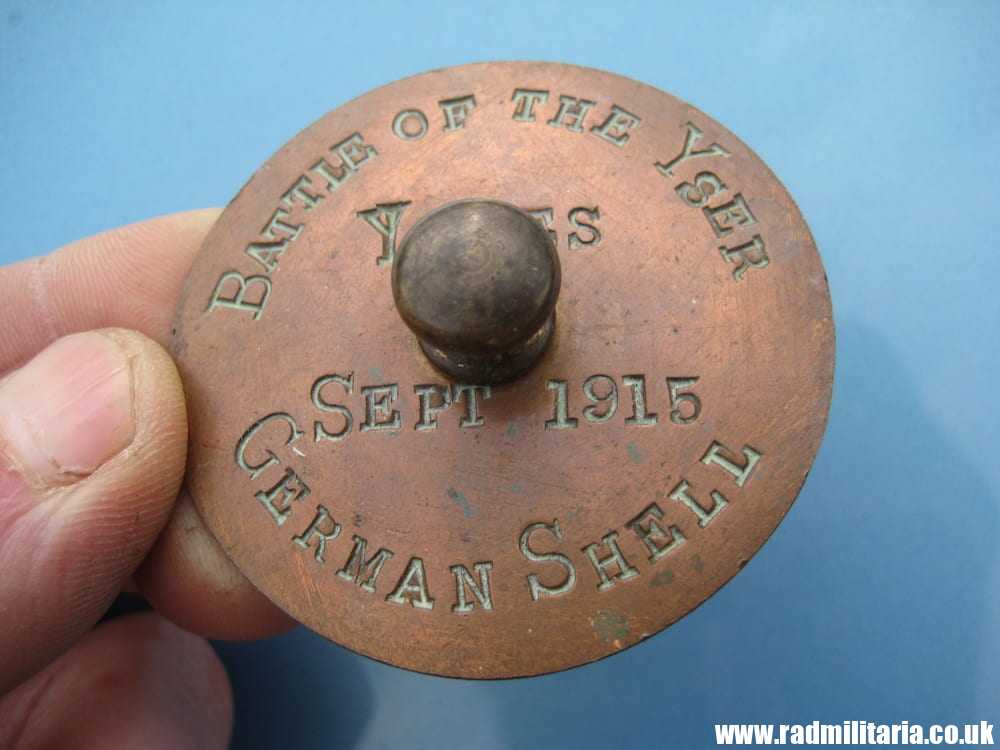 BATTLE OF THE YSER
SEPT 1915
GERMAN SHELL
www.radmilitaria.co.uk